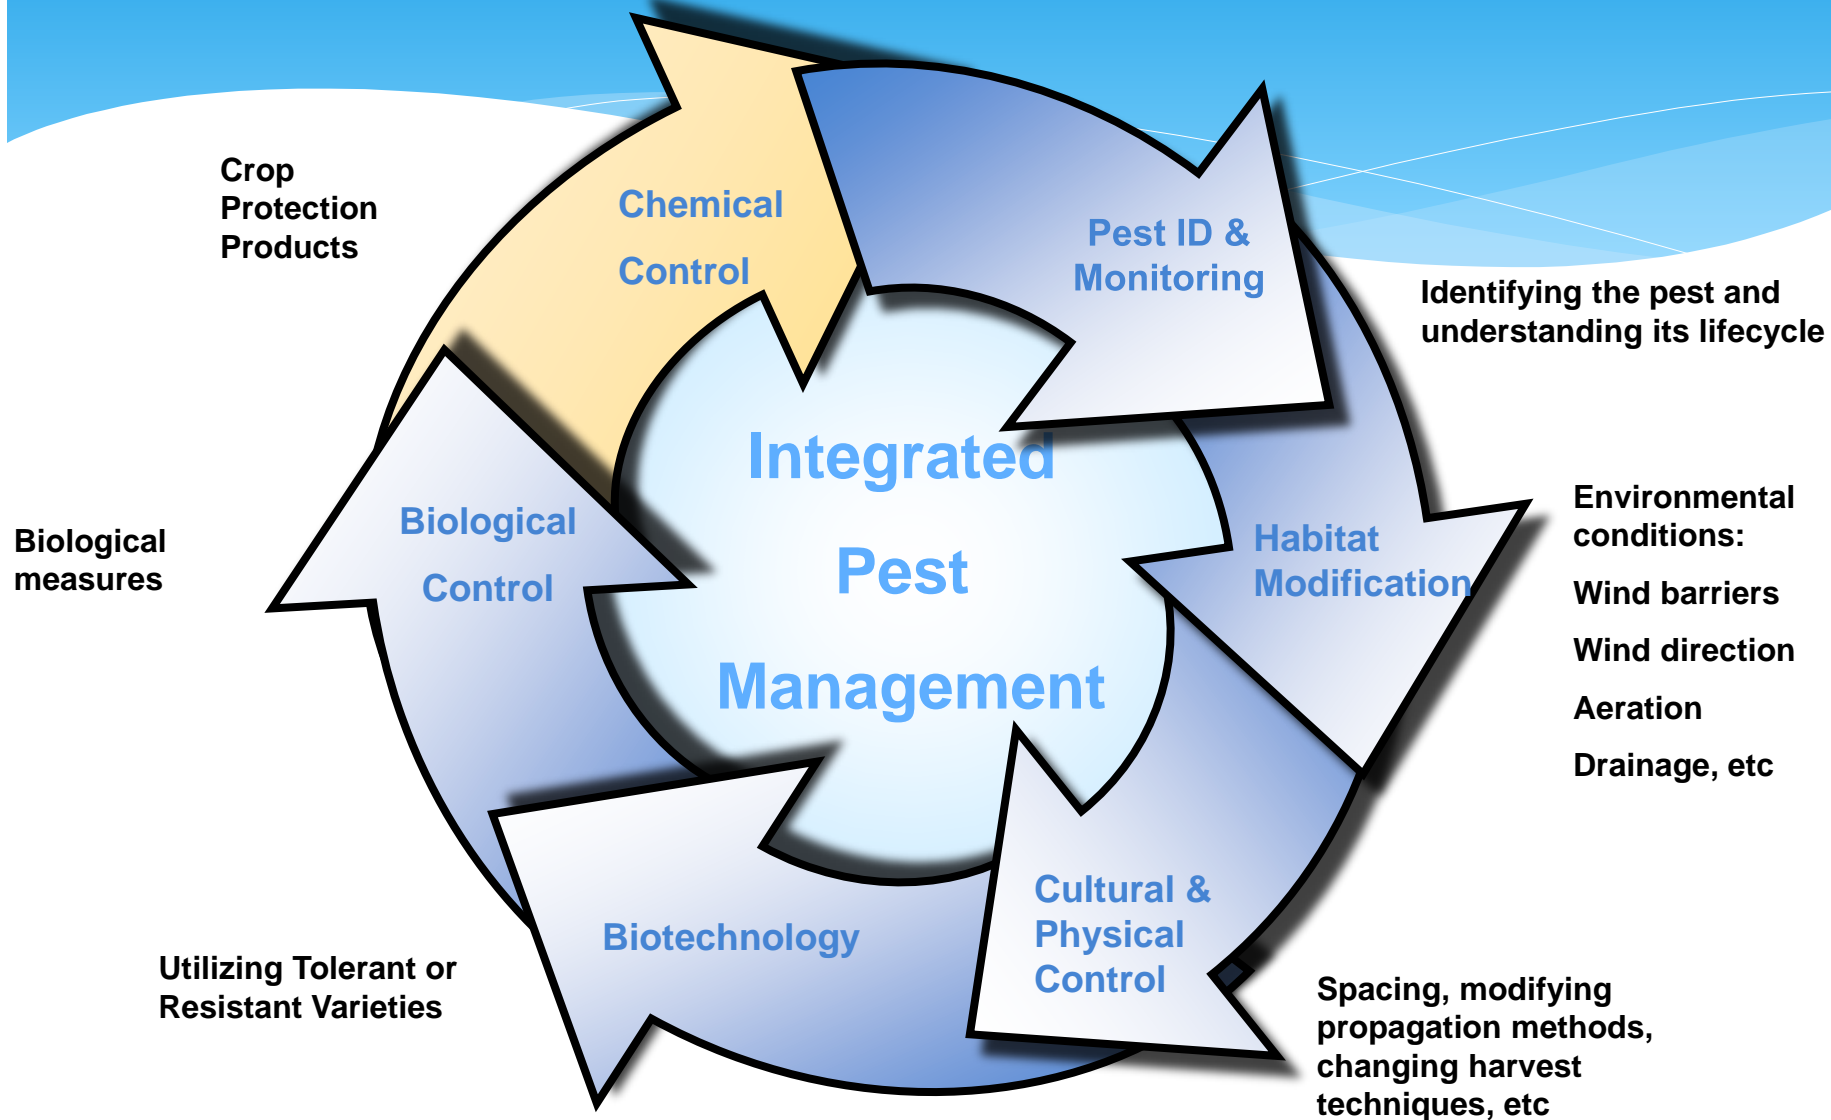 Crop
Protection
Products
Chemical
Control
Pest ID &
Monitoring
Identifying the pest and
understanding its lifecycle
Integrated
Pest
Management
Habitat
Modification
Environmental
conditions:
Wind barriers
Wind direction
Aeration
Drainage, etc
Biological
measures
Biological
Control
Cultural &
Physical
Control
Spacing, modifying
propagation methods,
changing harvest
techniques, etc
Biotechnology
Utilizing Tolerant or
Resistant Varieties